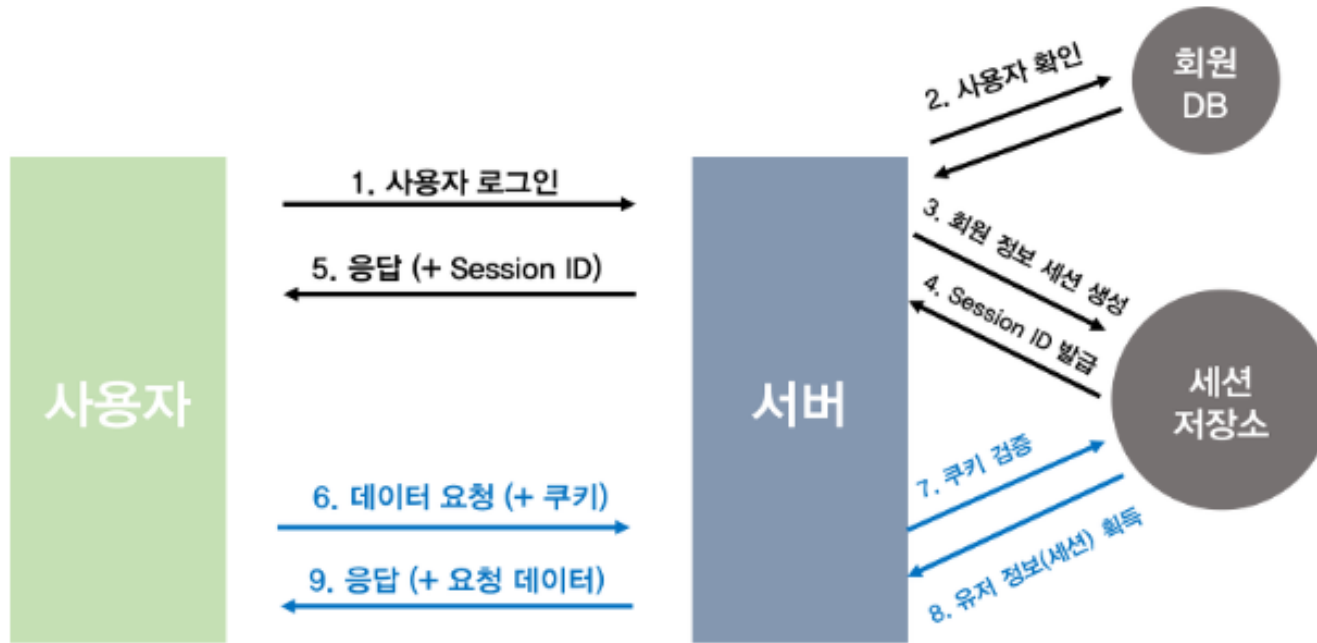 회원
DB
2. 사용자 확인
1. 사용자 로그인
3. 회원 정보 세션 생성
5. 응답 (+ Session ID)
4. Session ID 발급
사용자
서버
세션
저장소
6. 데이터 요청 (+ 쿠키)
7. 쿠키 검증
9. 응답 (+ 요청 데이터)
8. 유저 정보(세션) 획득